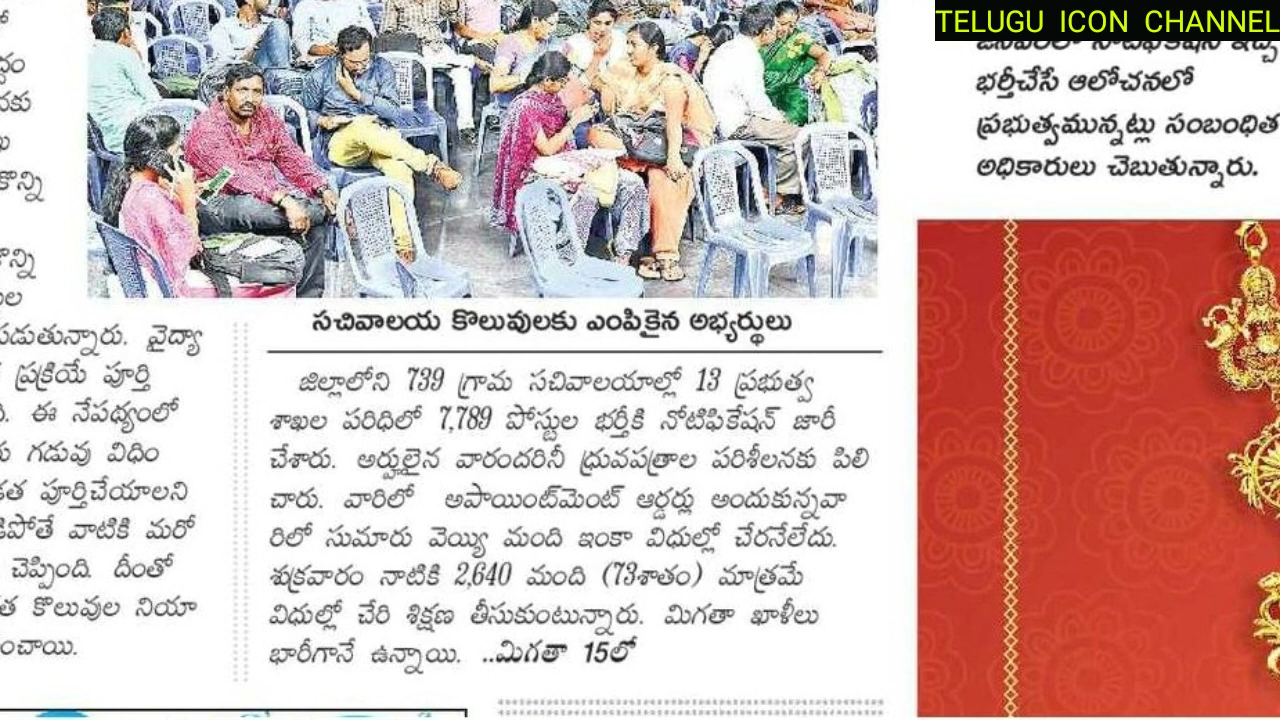 TELUGU ICON CHANNEL
నకు
కొన్ని
పడుతున్నారు. వైద్యా
ప్రక్రియే పూర్తి
ఈ నేపథ్యంలో
గడువు విధిం
పూర్తిచేయాలని
వాటికి మరో
చెప్పింది. దీంతో
కొలువుల నియా
సచివాలయ కొలువులకు ఎంపికైన అభ్యర్థులు
జిల్లాలోని 739 గ్రామ సచివాలయాల్లో 13 ప్రభుత్వ
శాఖల పరిధిలో 7,789 పోస్టుల భర్తీకి నోటిఫికేషన్ జారీ
చేశారు. అర్హులైన వారందరినీ ధ్రువపత్రాల పరిశీలనకు పిలి
చారు. వారిలో అపాయింట్‌మెంట్ ఆర్డర్లు అందుకున్నవా
రిలో సుమారు వెయ్యి మంది ఇంకా విధుల్లో చేరనేలేదు.
శుక్రవారం నాటికి 2,640 మంది (73శాతం) మాత్రమే
విధుల్లో చేరి శిక్షణ తీసుకుంటున్నారు. మిగతా ఖాళీలు
భారీగానే ఉన్నాయి. ..మిగతా 15లో
భర్తీచేసే ఆలోచనలో
ప్రభుత్వమున్నట్లు సంబంధిత
అధికారులు చెబుతున్నారు.